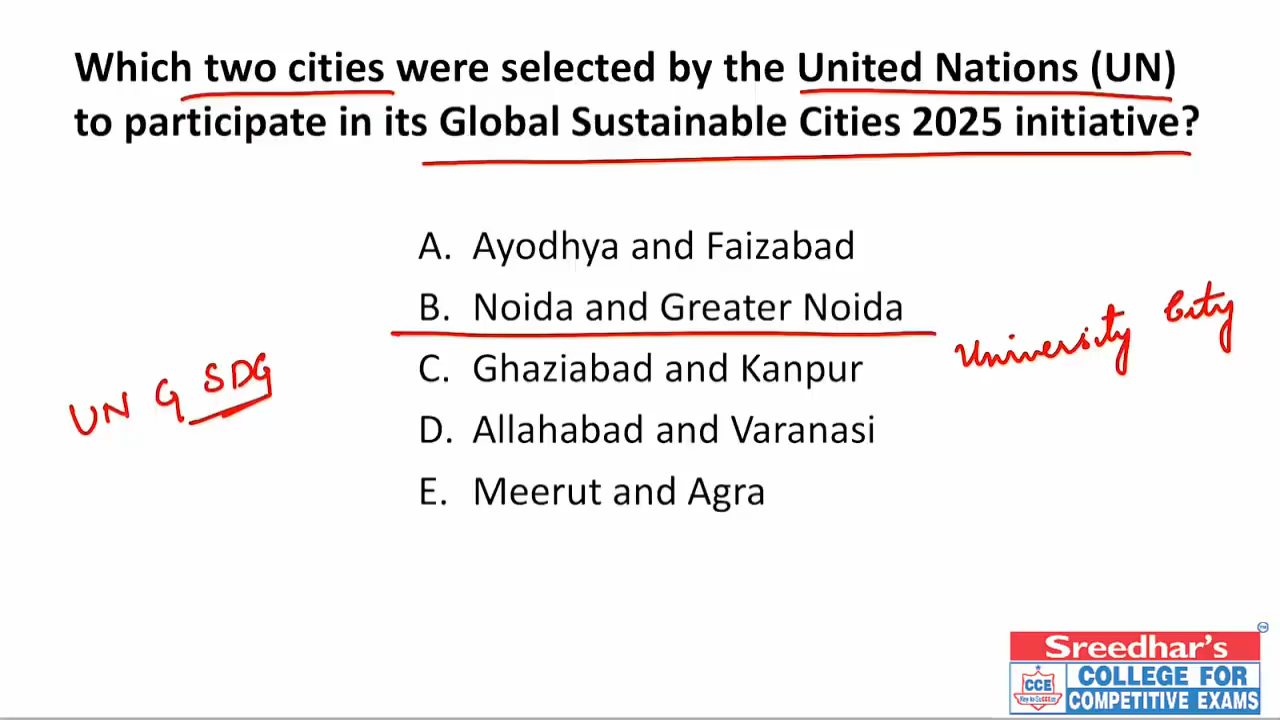 Which two cities were selected by the United Nations (UN)
to participate in its Global Sustainable Cities 2025 initiative?
A. Ayodhya and Faizabad
B. Noida and Greater Noida
University City
C. Ghaziabad and Kanpur
UN G SDG
D. Allahabad and Varanasi
E. Meerut and Agra
Sreedhar's
CCE
COLLEGE FOR
COMPETITIVE EXAMS